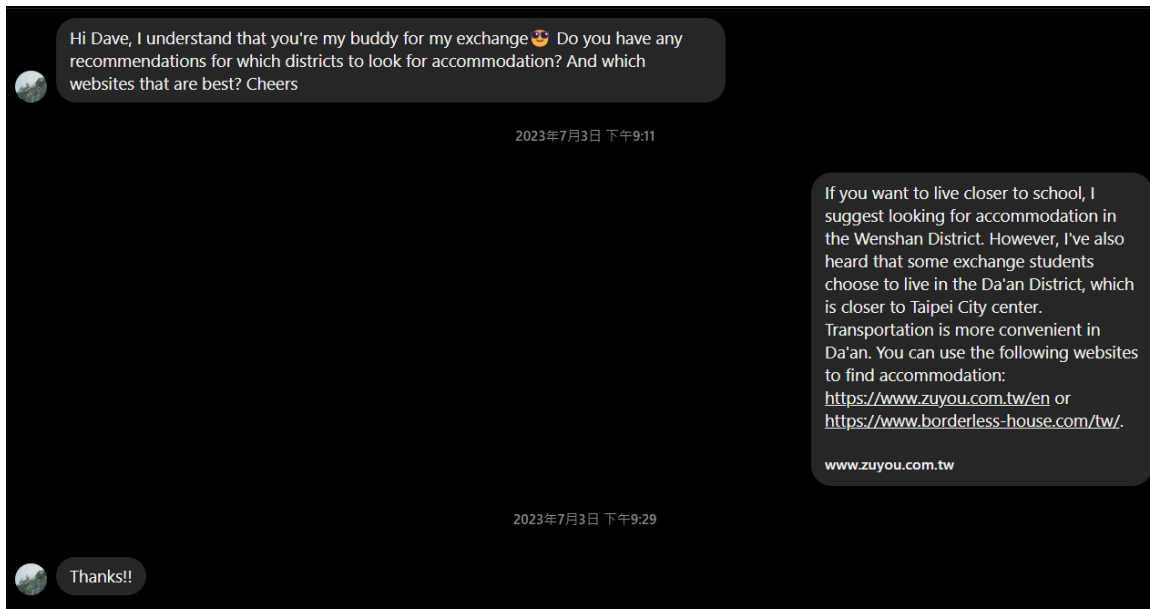 Hi Dave, I understand that you're my buddy for my exchange😎 Do you have any
recommendations for which districts to look for accommodation? And which
websites that are best? Cheers
2023年7月3日 下午9:11
If you want to live closer to school, I
suggest looking for accommodation in
the Wenshan District. However, I've also
heard that some exchange students
choose to live in the Da'an District, which
is closer to Taipei City center.
Transportation is more convenient in
Da'an. You can use the following websites
to find accommodation:
https://www.zuyou.com.tw/en or
https://www.borderless-house.com/tw/.
www.zuyou.com.tw
2023年7月3日 下午9:29
Thanks!!